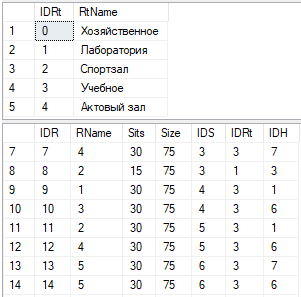 IDRt RtName
1 0 Хозяйственное
2 1 Лаборатория
3 2 Спортзал
4 3 Учебное
5 4 Актовый зал
IDR RName Sits Size IDS IDRt IDH
7 7 4 30 75 3 3 7
8 8 2 15 75 3 1 3
9 9 1 30 75 4 3 1
10 10 3 30 75 4 3 6
11 11 2 30 75 5 3 1
12 12 4 30 75 5 3 6
13 13 5 30 75 6 3 7
14 14 5 30 75 6 3 6